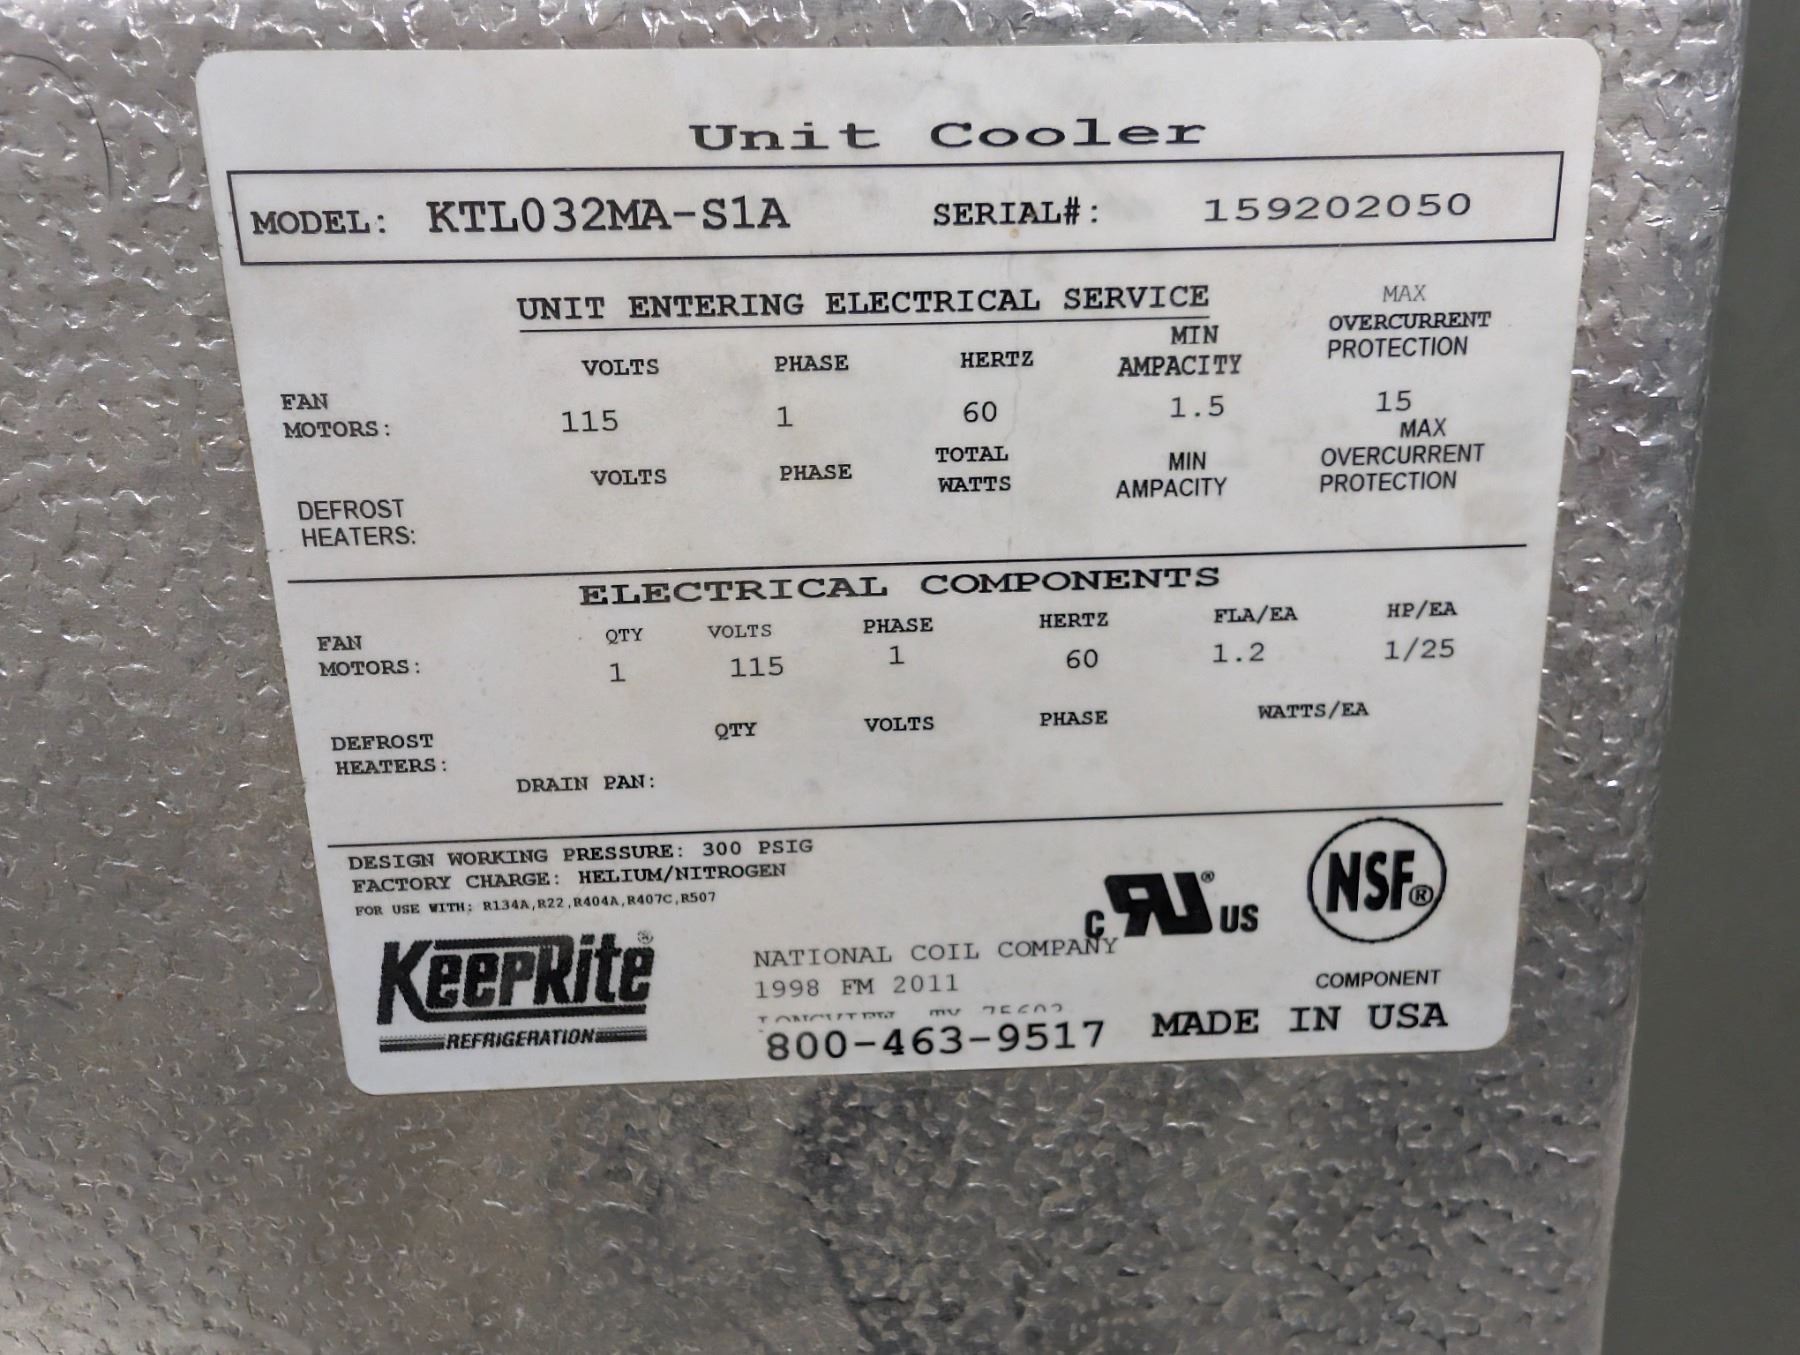 Unit Cooler
MODEL: KTL032MA-S1A SERIAL#: 159202050
UNIT ENTERING ELECTRICAL SERVICE
VOLTS PHASE HERTZ MIN AMPACITY MAX OVERCURRENT PROTECTION
FAN MOTORS: 115 1 60 1.5 15
VOLTS PHASE TOTAL WATTS MIN AMPACITY MAX OVERCURRENT PROTECTION
DEFROST HEATERS:
ELECTRICAL COMPONENTS
QTY VOLTS PHASE HERTZ FLA/EA HP/EA
FAN MOTORS: 1 115 1 60 1.2 1/25
QTY VOLTS PHASE WATTS/EA
DEFROST HEATERS:
DRAIN PAN:
DESIGN WORKING PRESSURE: 300 PSIG
FACTORY CHARGE: HELIUM/NITROGEN
FOR USE WITH: R134A,R22,R404A,R407C,R507
C RU® US
NSF®
COMPONENT
KeepRite®
REFRIGERATION
NATIONAL COIL COMPANY
1998 FM 2011
LONGVIEW TX 75603
800-463-9517 MADE IN USA